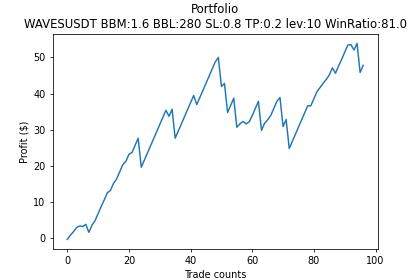 Portfolio
WAVESUSDT BBM:1.6 BBL:280 SL:0.8 TP:0.2 lev:10 WinRatio:81.0
50
40
30
20
10
0
Profit ($)
0 20 40 60 80 100
Trade counts